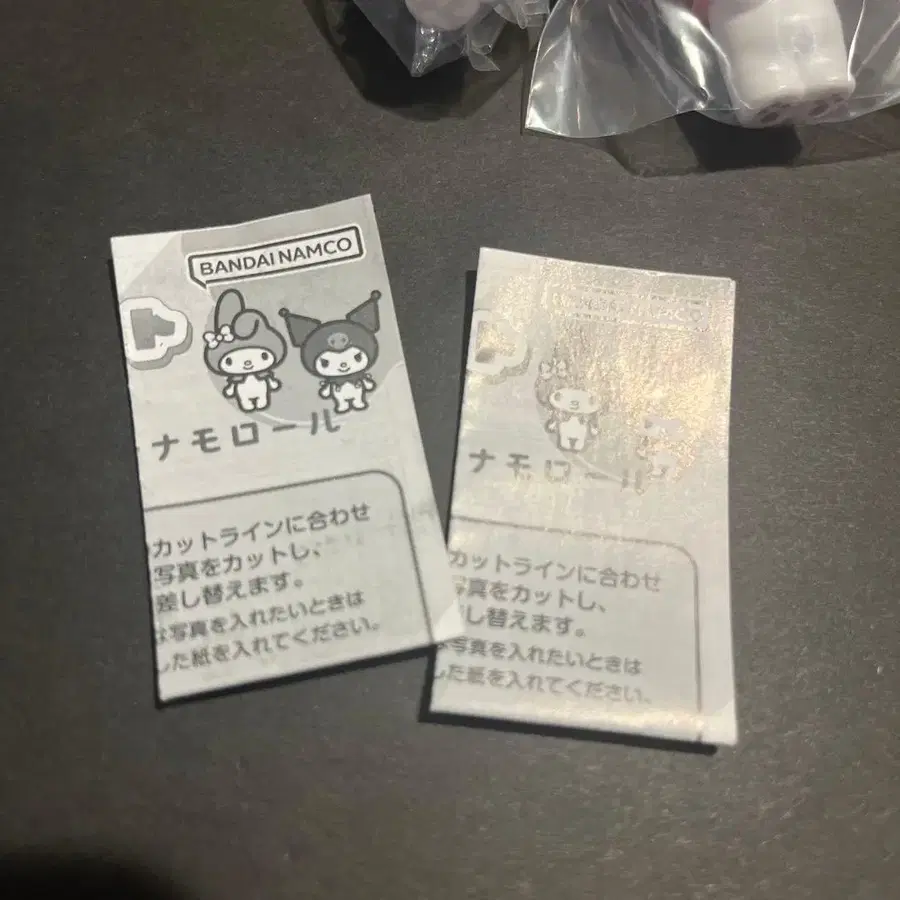 BANDAI NAMCO
ト
ナモロール
カットラインに合わせ
写真をカットし、
差し替えます。
写真を入れたいときは
した紙を入れてください。
ト
ナモロール
カットラインに合わせ
写真をカットし、
し替えます。
写真を入れたいときは
した紙を入れてください。